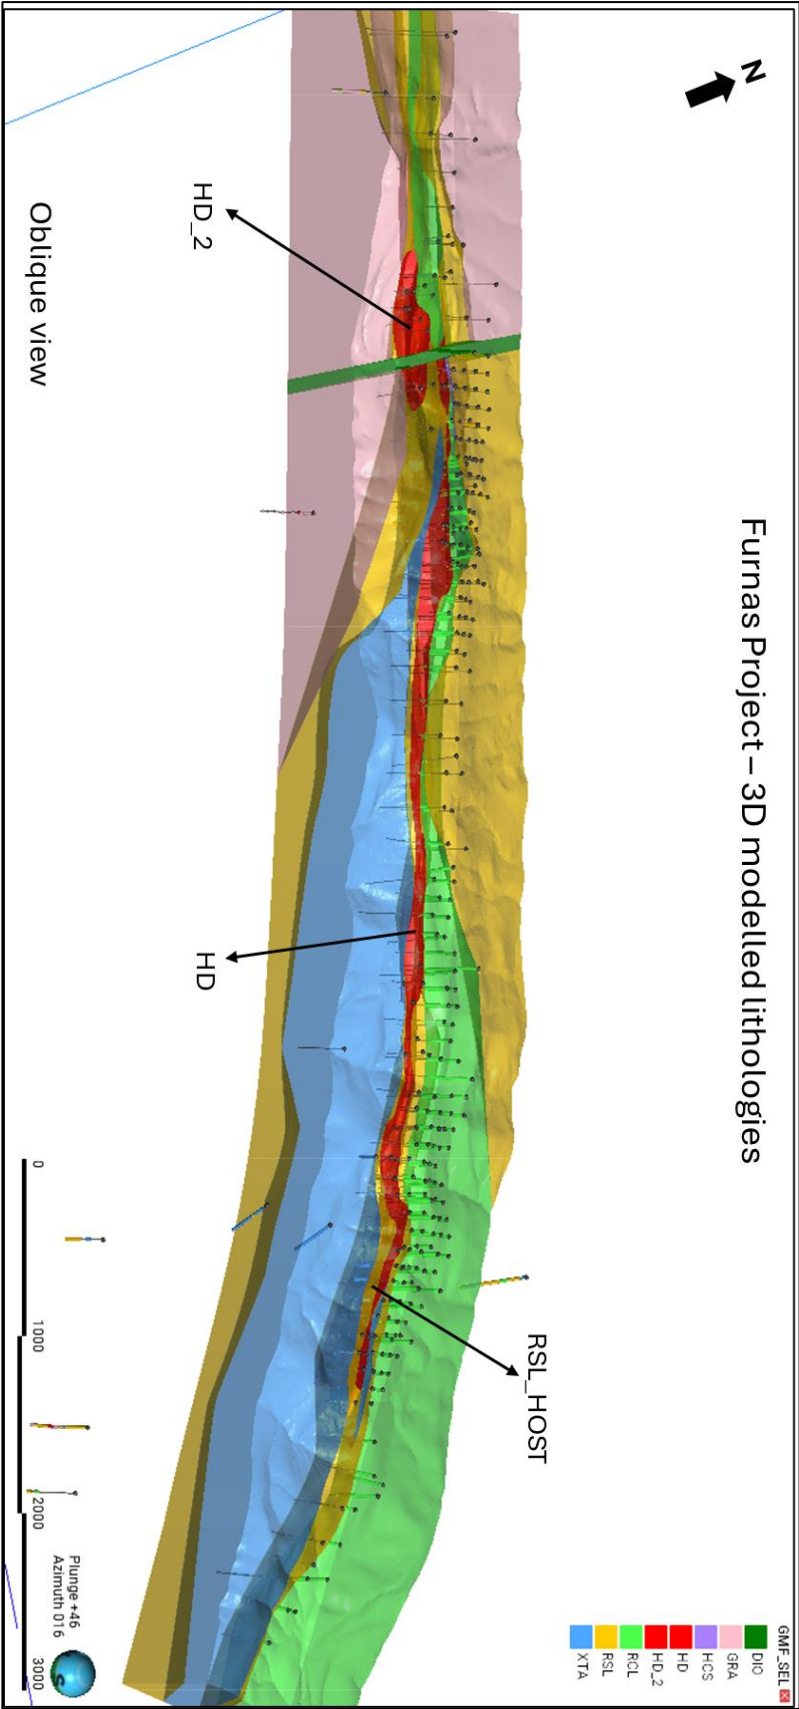 Furnas Project – 3D modelled lithologies
N
HD_2
HD
RSL_HOST
Oblique view
GMF_SEL
DIO
GRA
HCS
HD
HD_2
RCL
RSL
XTA
0
1000
2000
3000
Plunge +46
Azimuth 016